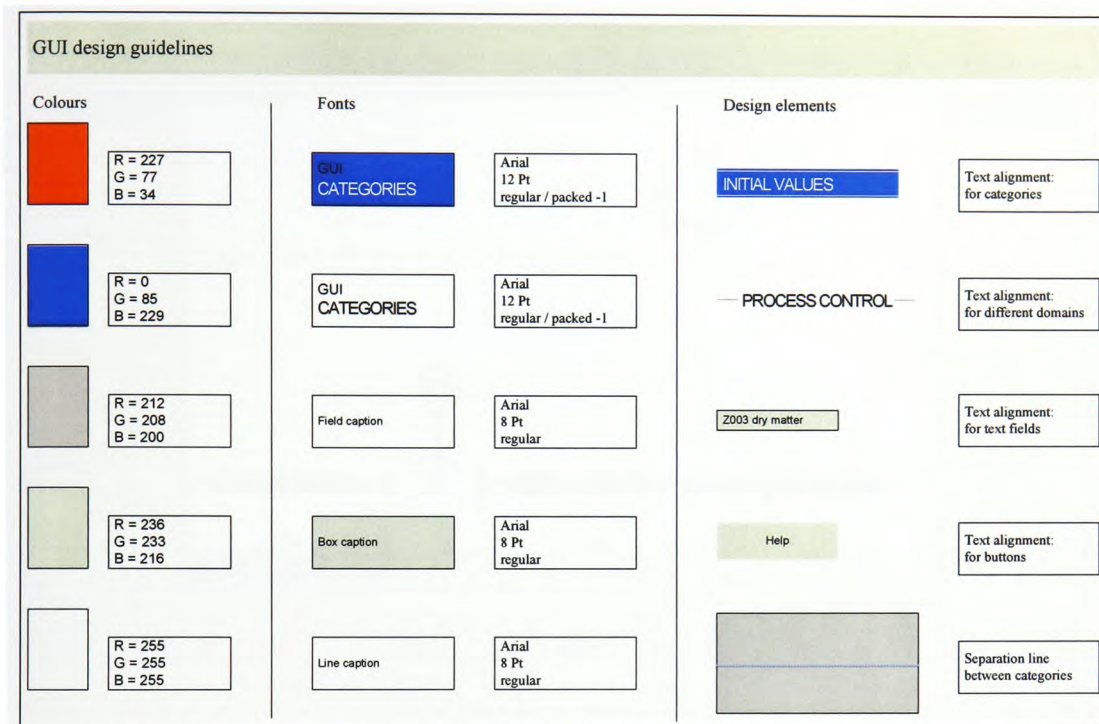 GUI design guidelines
Colours
R = 227
G = 77
B = 34
R = 0
G = 85
B = 229
R = 212
G = 208
B = 200
R = 236
G = 233
B = 216
R = 255
G = 255
B = 255
Fonts
GUI
CATEGORIES
Arial
12 Pt
regular / packed -1
GUI
CATEGORIES
Arial
12 Pt
regular / packed -1
Field caption
Arial
8 Pt
regular
Box caption
Arial
8 Pt
regular
Line caption
Arial
8 Pt
regular
Design elements
INITIAL VALUES
Text alignment:
for categories
PROCESS CONTROL
Text alignment:
for different domains
Z003 dry matter
Text alignment:
for text fields
Help
Text alignment:
for buttons
Separation line
between categories